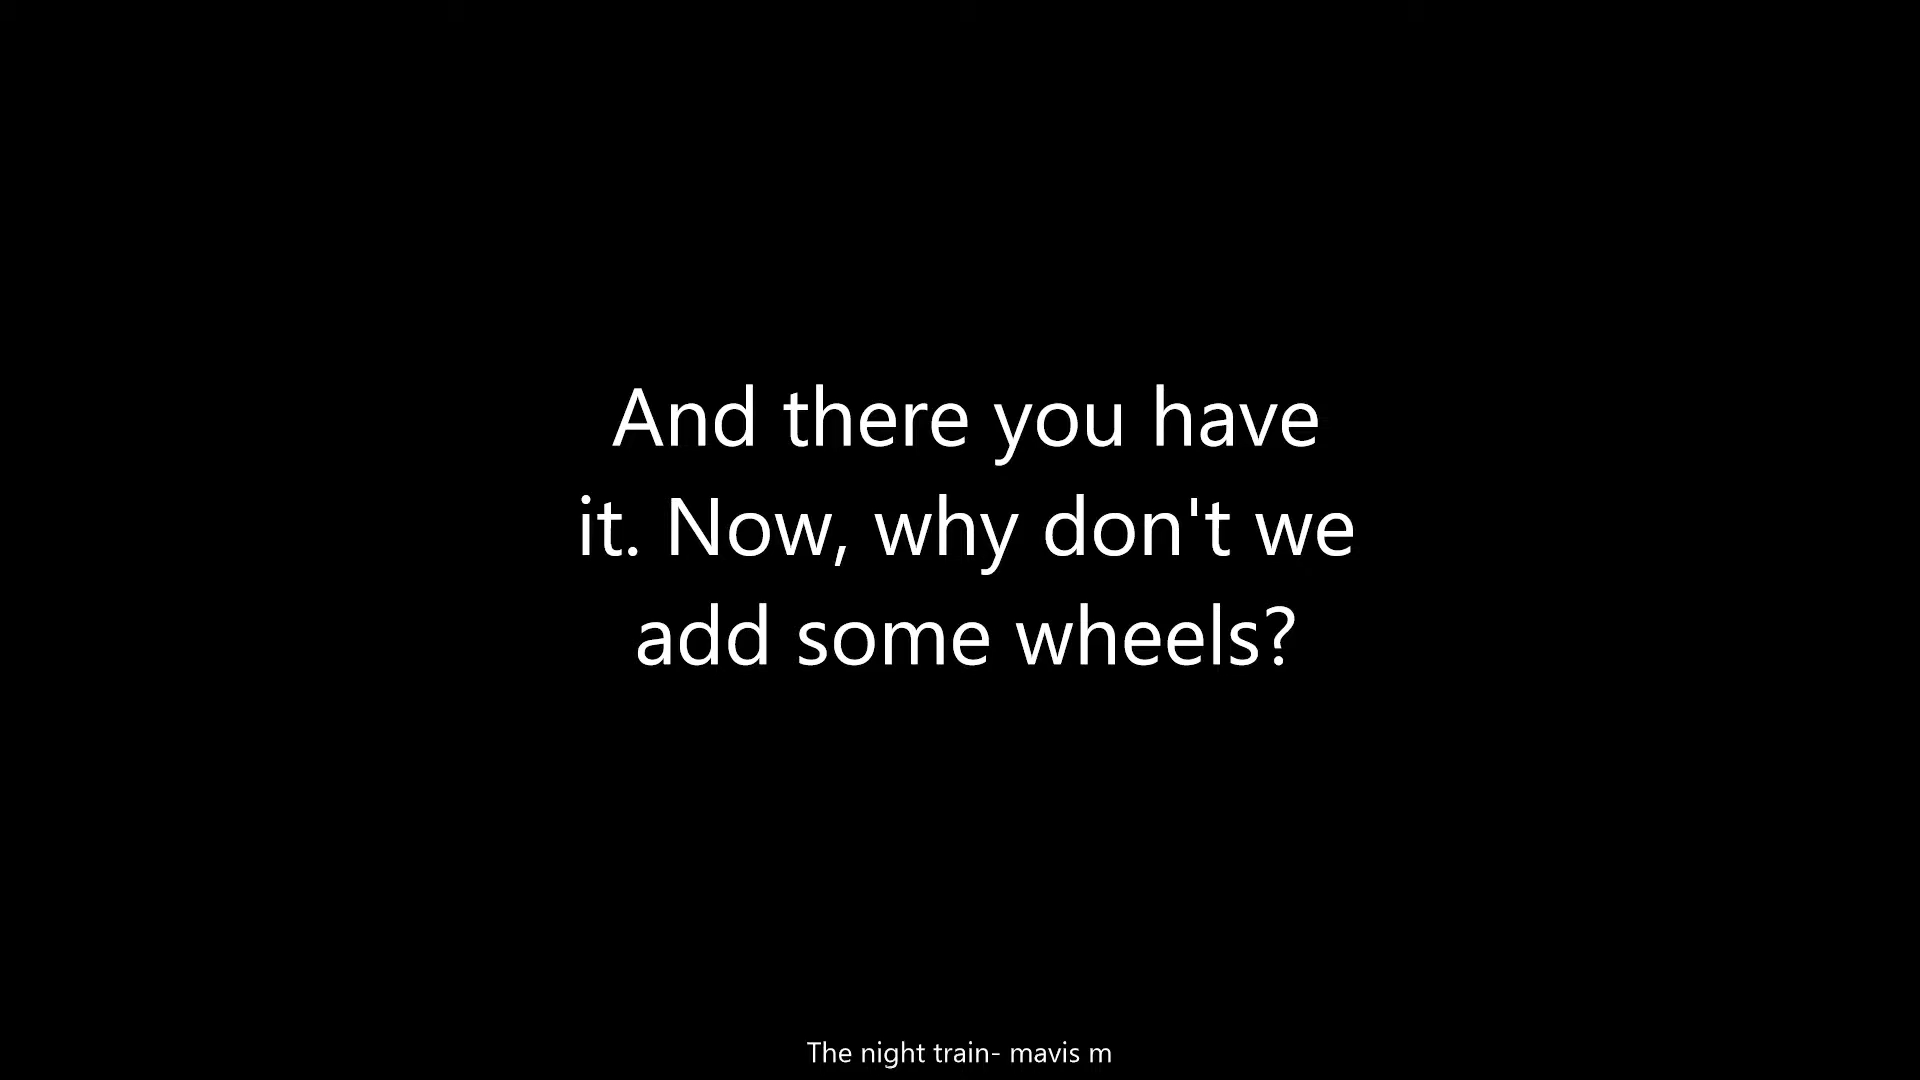 And there you have
it. Now, why don't we
add some wheels?
The night train- mavis m